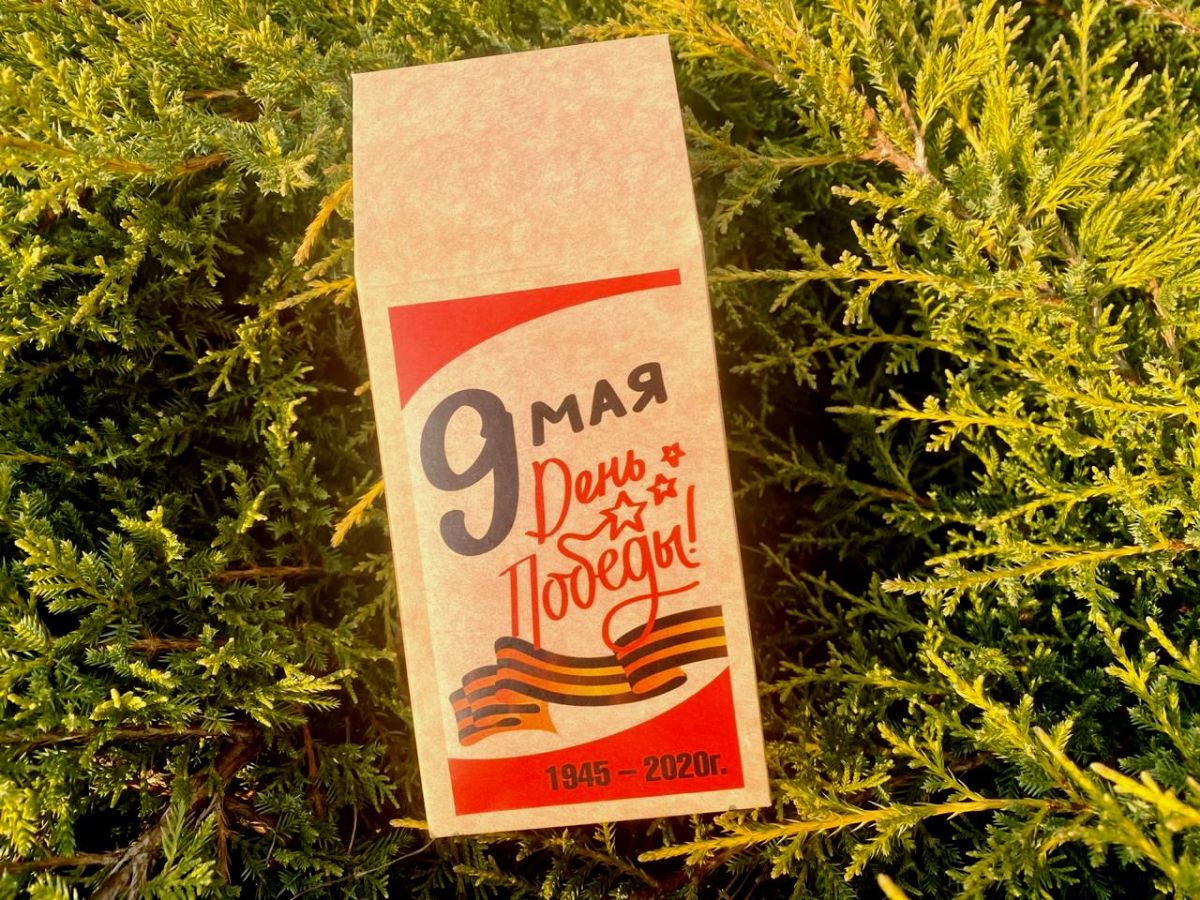 9 МАЯ
День
Победы!
1945 – 2020г.